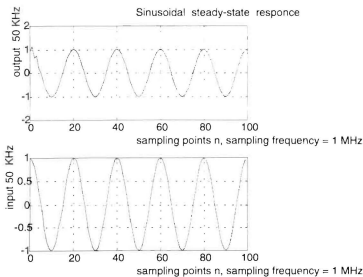 Sinusoidal steady-state responce
output 50 KHz
2
1
0
-1
-2
0 20 40 60 80 100
sampling points n, sampling frequency = 1 MHz
input 50 KHz
1
0.5
0
-0.5
-1
0 20 40 60 80 100
sampling points n, sampling frequency = 1 MHz